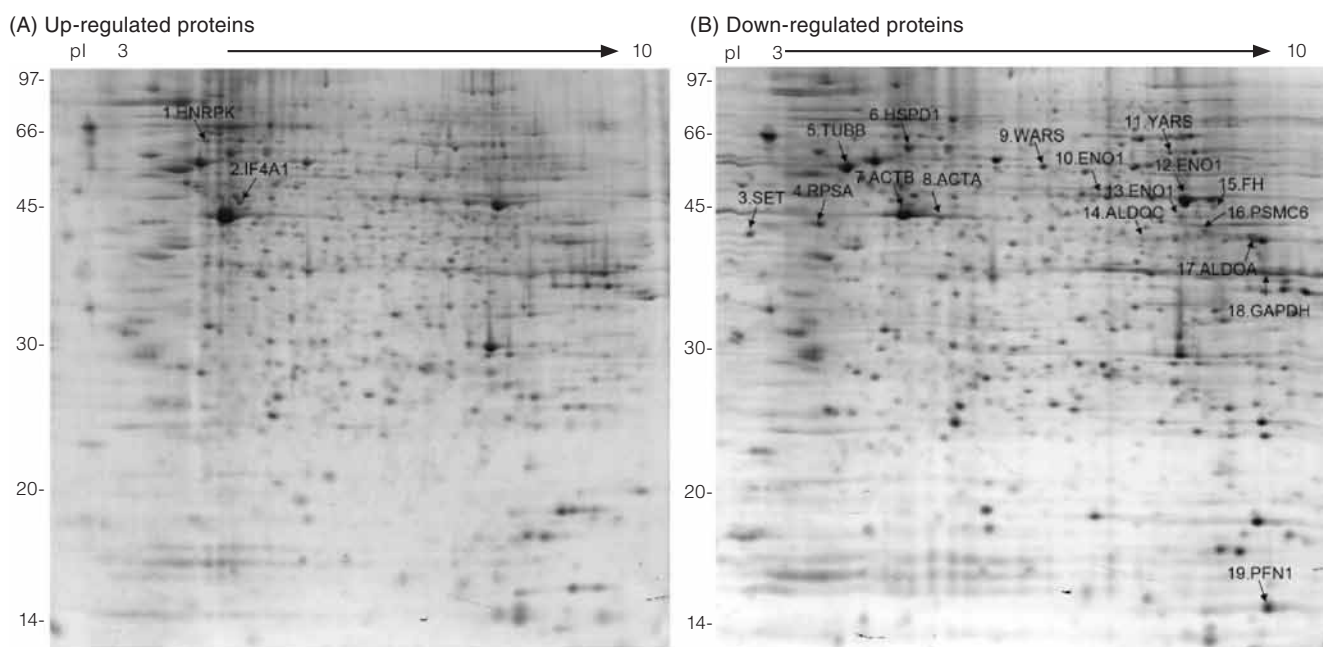 (A) Up-regulated proteins
pI 3 10
97-
66-
45-
30-
20-
14-
1.HNRPK
2.IF4A1
(B) Down-regulated proteins
pI 3 10
97-
66-
45-
30-
20-
14-
3.SET
4.RPSA
5.TUBB
6.HSPD1
7.ACTB
8.ACTA
9.WARS
10.ENO1
11.YARS
12.ENO1
13.ENO1
14.ALDOC
15.FH
16.PSMC6
17.ALDOA
18.GAPDH
19.PFN1